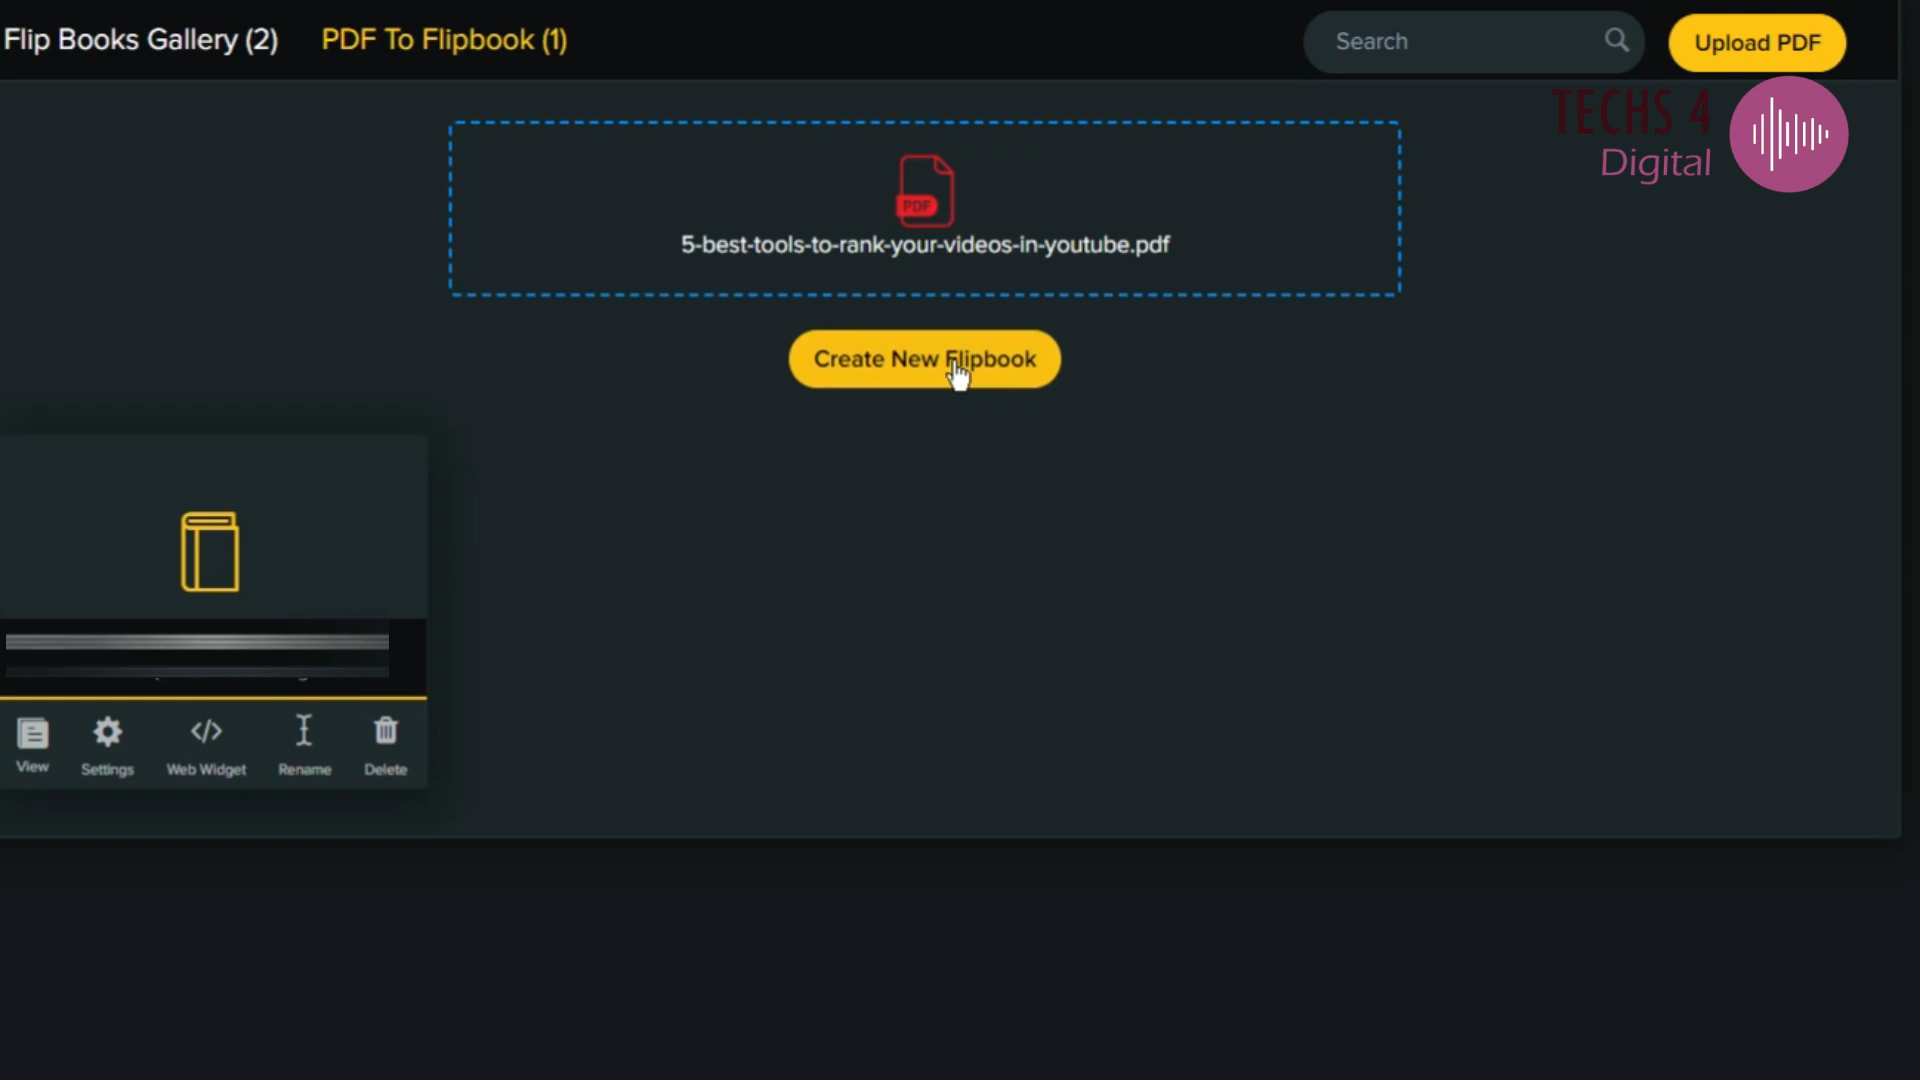 Flip Books Gallery (2)
PDF To Flipbook (1)
Search
Upload PDF
TECHS 4
Digital
PDF
5-best-tools-to-rank-your-videos-in-youtube.pdf
Create New Flipbook
View
Settings
Web Widget
Rename
Delete